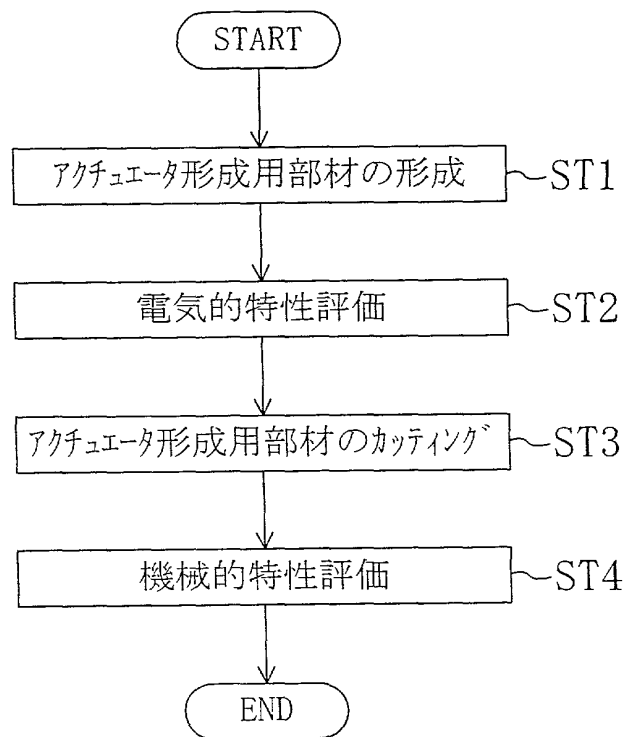 START
ｱｸﾁｭｴｰﾀ形成用部材の形成 ST1
電気的特性評価 ST2
ｱｸﾁｭｴｰﾀ形成用部材のｶｯﾃｨﾝｸﾞ ST3
機械的特性評価 ST4
END